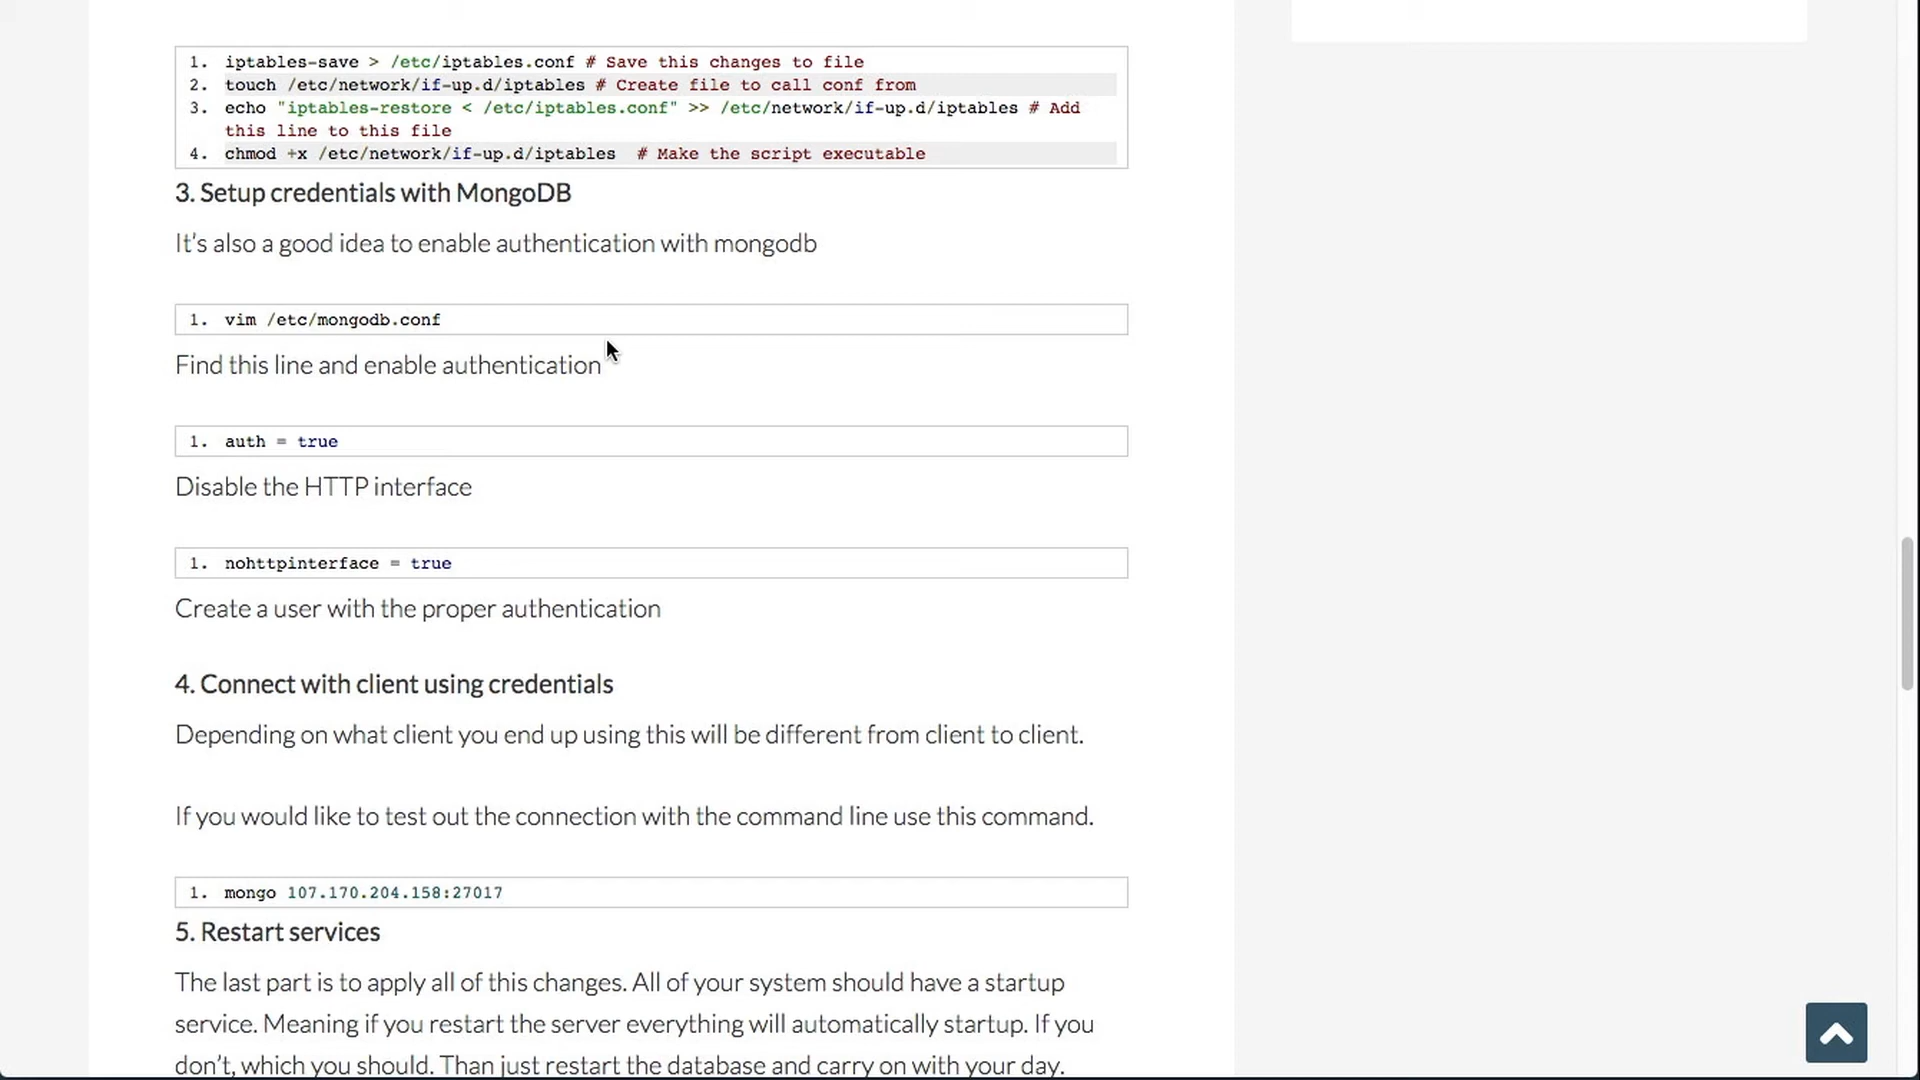 1. iptables-save > /etc/iptables.conf # Save this changes to file
2. touch /etc/network/if-up.d/iptables # Create file to call conf from
3. echo "iptables-restore < /etc/iptables.conf" >> /etc/network/if-up.d/iptables # Add
this line to this file
4. chmod +x /etc/network/if-up.d/iptables  # Make the script executable
3. Setup credentials with MongoDB
It’s also a good idea to enable authentication with mongodb
1. vim /etc/mongodb.conf
Find this line and enable authentication
1. auth = true
Disable the HTTP interface
1. nohttpinterface = true
Create a user with the proper authentication
4. Connect with client using credentials
Depending on what client you end up using this will be different from client to client.
If you would like to test out the connection with the command line use this command.
1. mongo 107.170.204.158:27017
5. Restart services
The last part is to apply all of this changes. All of your system should have a startup
service. Meaning if you restart the server everything will automatically startup. If you
don’t, which you should. Than just restart the database and carry on with your day.